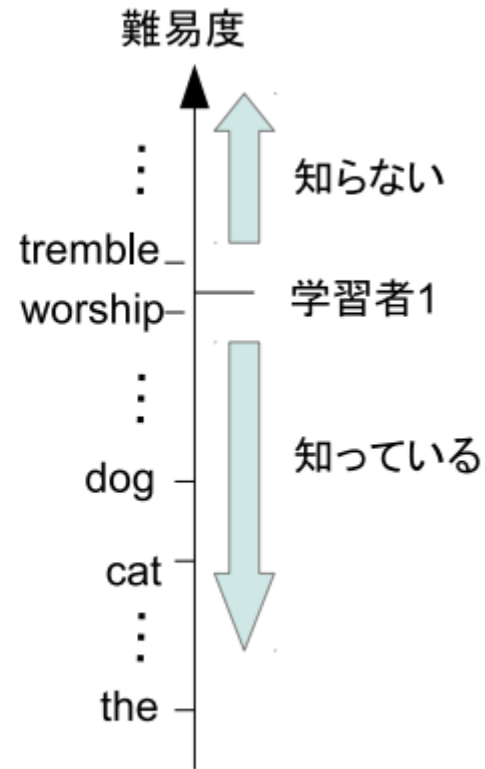 難易度
知らない
tremble
学習者1
worship
知っている
dog
cat
the